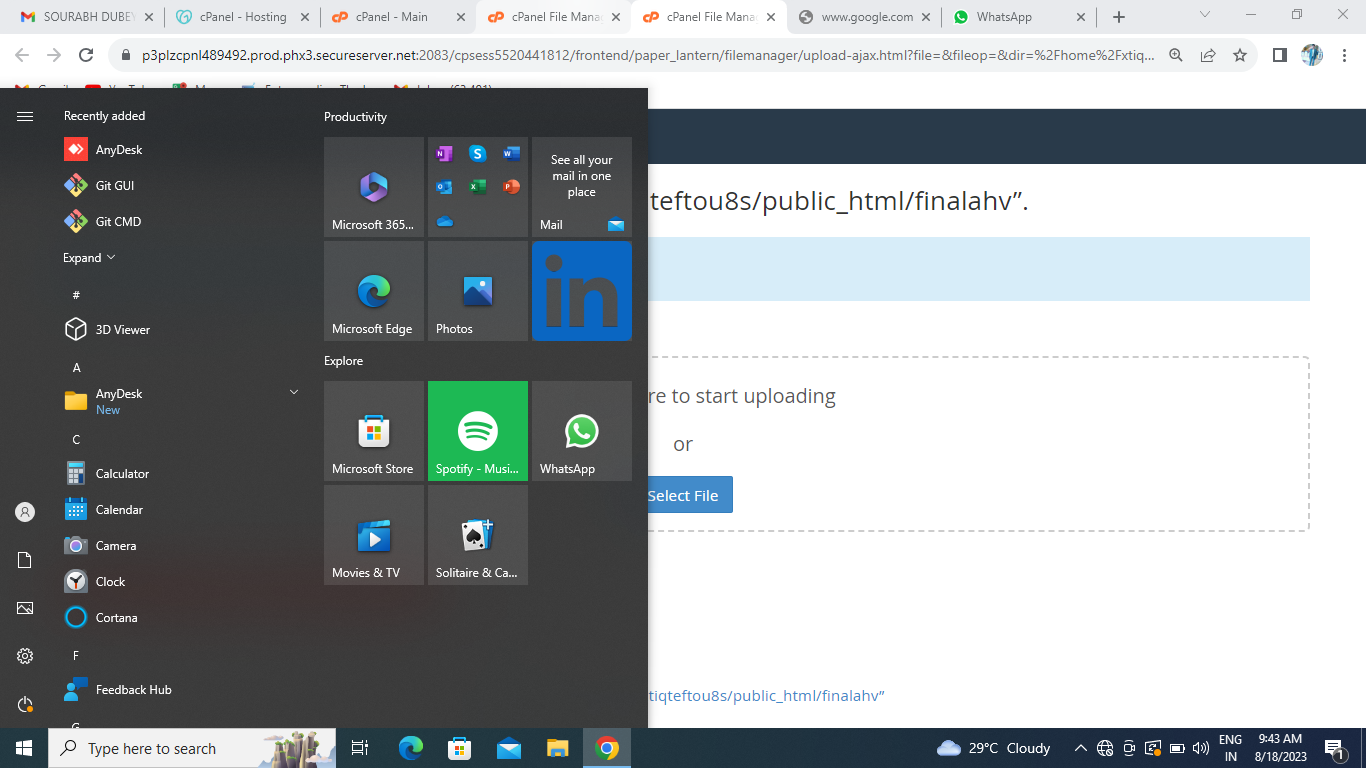 SOURABH DUBEY
cPanel - Hosting
cPanel - Main
cPanel File Mana
cPanel File Mana
www.google.com
WhatsApp
p3plzcpnl489492.prod.phx3.secureserver.net:2083/cpsess5520441812/frontend/paper_lantern/filemanager/upload-ajax.html?file=&fileop=&dir=%2Fhome%2Fxtiq...
Recently added
AnyDesk
Git GUI
Git CMD
Expand
#
3D Viewer
A
AnyDesk
New
C
Calculator
Calendar
Camera
Clock
Cortana
F
Feedback Hub
Productivity
Microsoft 365...
See all your
mail in one
place
Mail
Microsoft Edge
Photos
in
Explore
Microsoft Store
Spotify - Musi...
WhatsApp
Movies & TV
Solitaire & Ca...
teftou8s/public_html/finalahv”.
re to start uploading
or
Select File
tiqteftou8s/public_html/finalahv”
Type here to search
29°C Cloudy
ENG
IN
9:43 AM
8/18/2023
1